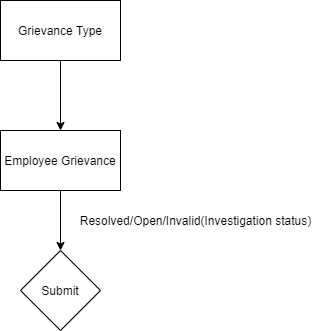 Grievance Type
Employee Grievance
Resolved/Open/Invalid(Investigation status)
Submit